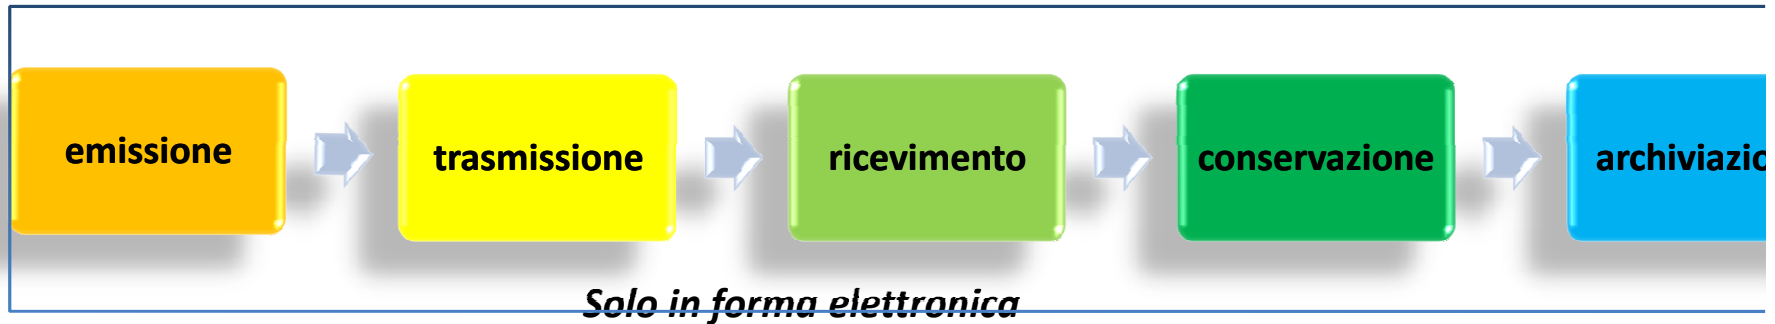 emissione
trasmissione
ricevimento
conservazione
archiviazio
Solo in forma elettronica